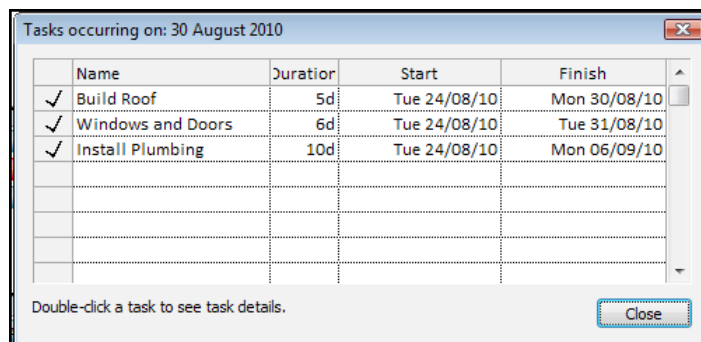 Tasks occurring on: 30 August 2010
Name Duration Start Finish
Build Roof 5d Tue 24/08/10 Mon 30/08/10
Windows and Doors 6d Tue 24/08/10 Tue 31/08/10
Install Plumbing 10d Tue 24/08/10 Mon 06/09/10
Double-click a task to see task details.
Close